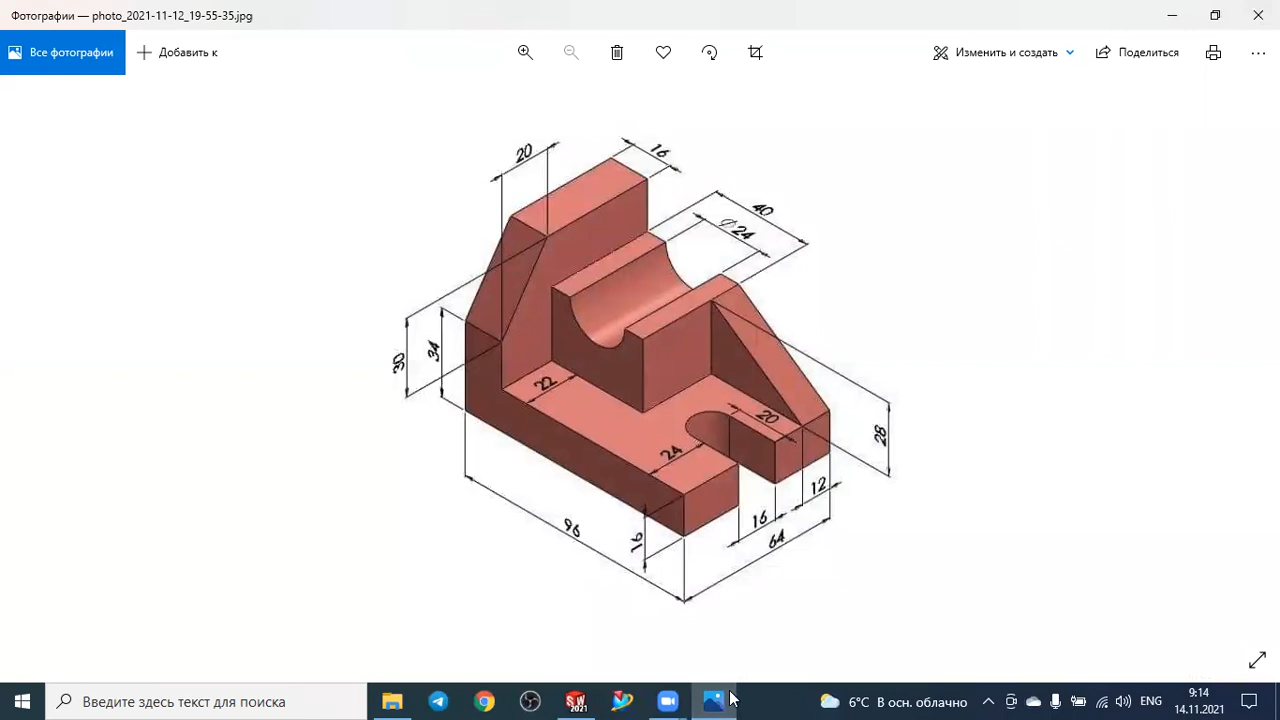 Фотографии — photo_2021-11-12_19-55-35.jpg
Все фотографии
Добавить к
Изменить и создать
Поделиться
20
16
40
∅24
30
34
22
20
24
28
12
16
16
96
64
Введите здесь текст для поиска
SW
2021
6°C В осн. облачно
ENG
9:14
14.11.2021